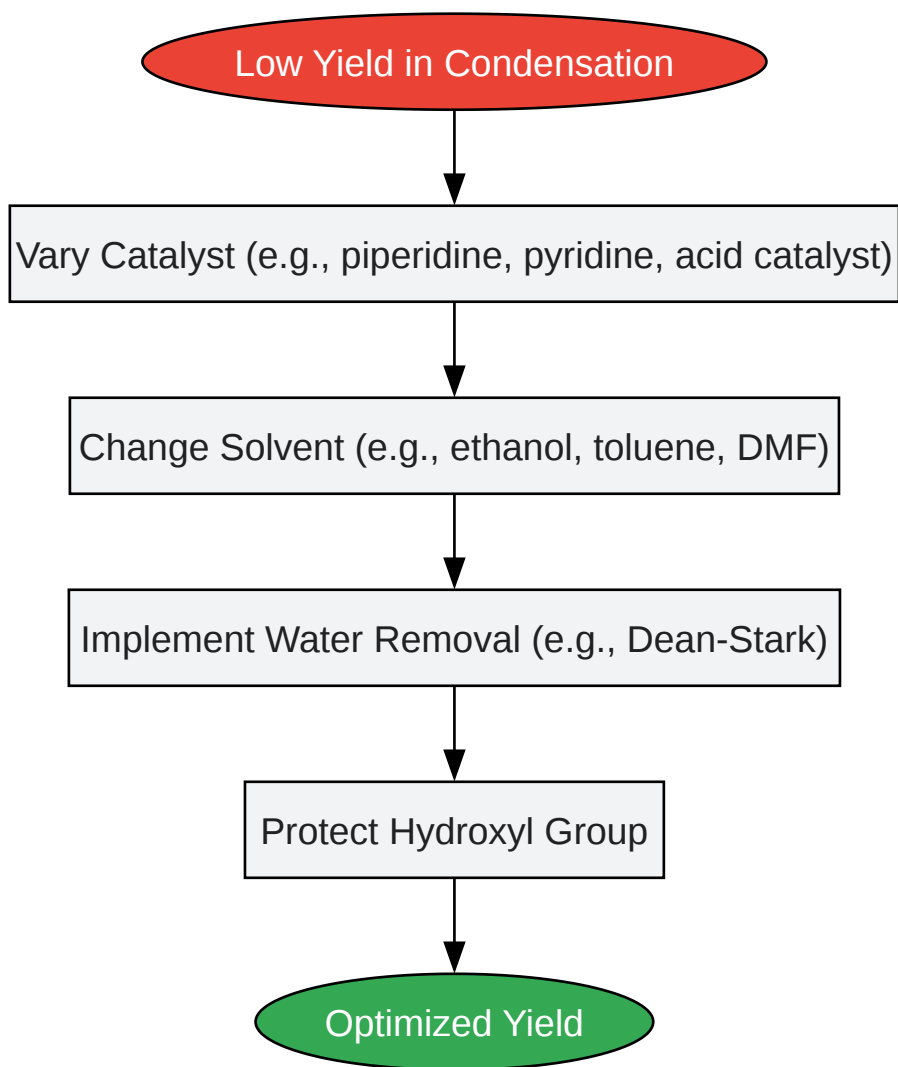 Low Yield in Condensation
Vary Catalyst (e.g., piperidine, pyridine, acid catalyst)
Change Solvent (e.g., ethanol, toluene, DMF)
Implement Water Removal (e.g., Dean-Stark)
Protect Hydroxyl Group
Optimized Yield